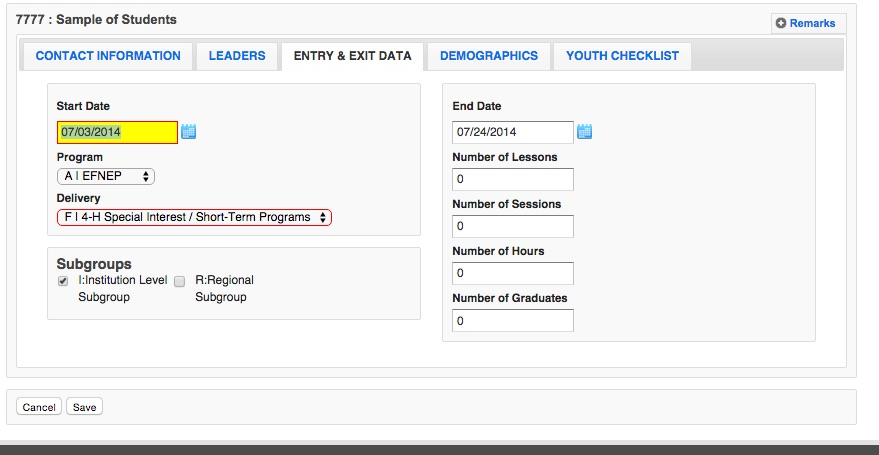 7777 : Sample of Students
Remarks
CONTACT INFORMATION
LEADERS
ENTRY & EXIT DATA
DEMOGRAPHICS
YOUTH CHECKLIST
Start Date
07/03/2014
Program
A | EFNEP
Delivery
F | 4-H Special Interest / Short-Term Programs
Subgroups
I:Institution Level
Subgroup
R:Regional
Subgroup
End Date
07/24/2014
Number of Lessons
0
Number of Sessions
0
Number of Hours
0
Number of Graduates
0
Cancel
Save